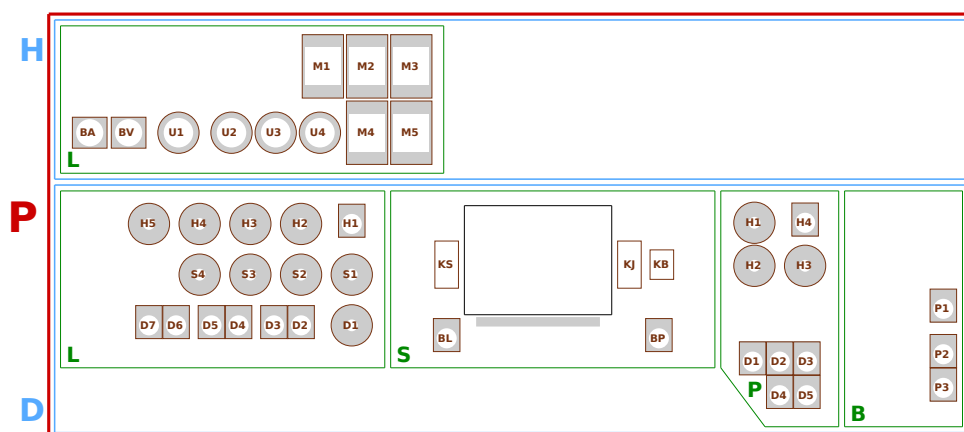 H
M1 M2 M3
BA BV U1 U2 U3 U4 M4 M5
L
P
H5 H4 H3 H2 H1
S4 S3 S2 S1
D7 D6 D5 D4 D3 D2 D1
L
KS KJ KB
BL BP
S
H1 H4
H2 H3
D1 D2 D3
P D4 D5
P1
P2
P3
B
D